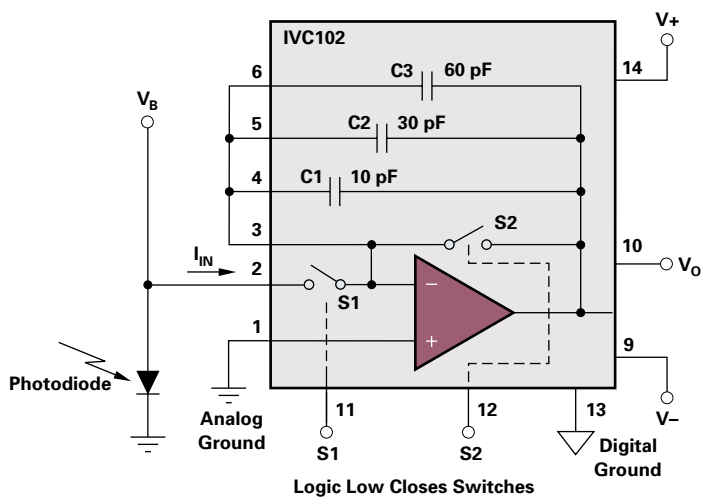 IVC102
V+
14
6
C3
60 pF
VB
5
C2
30 pF
4
C1
10 pF
3
S2
10
VO
IIN
2
S1
−
1
+
9
Photodiode
Analog
Ground
11
12
13
V–
S1
S2
Digital
Ground
Logic Low Closes Switches